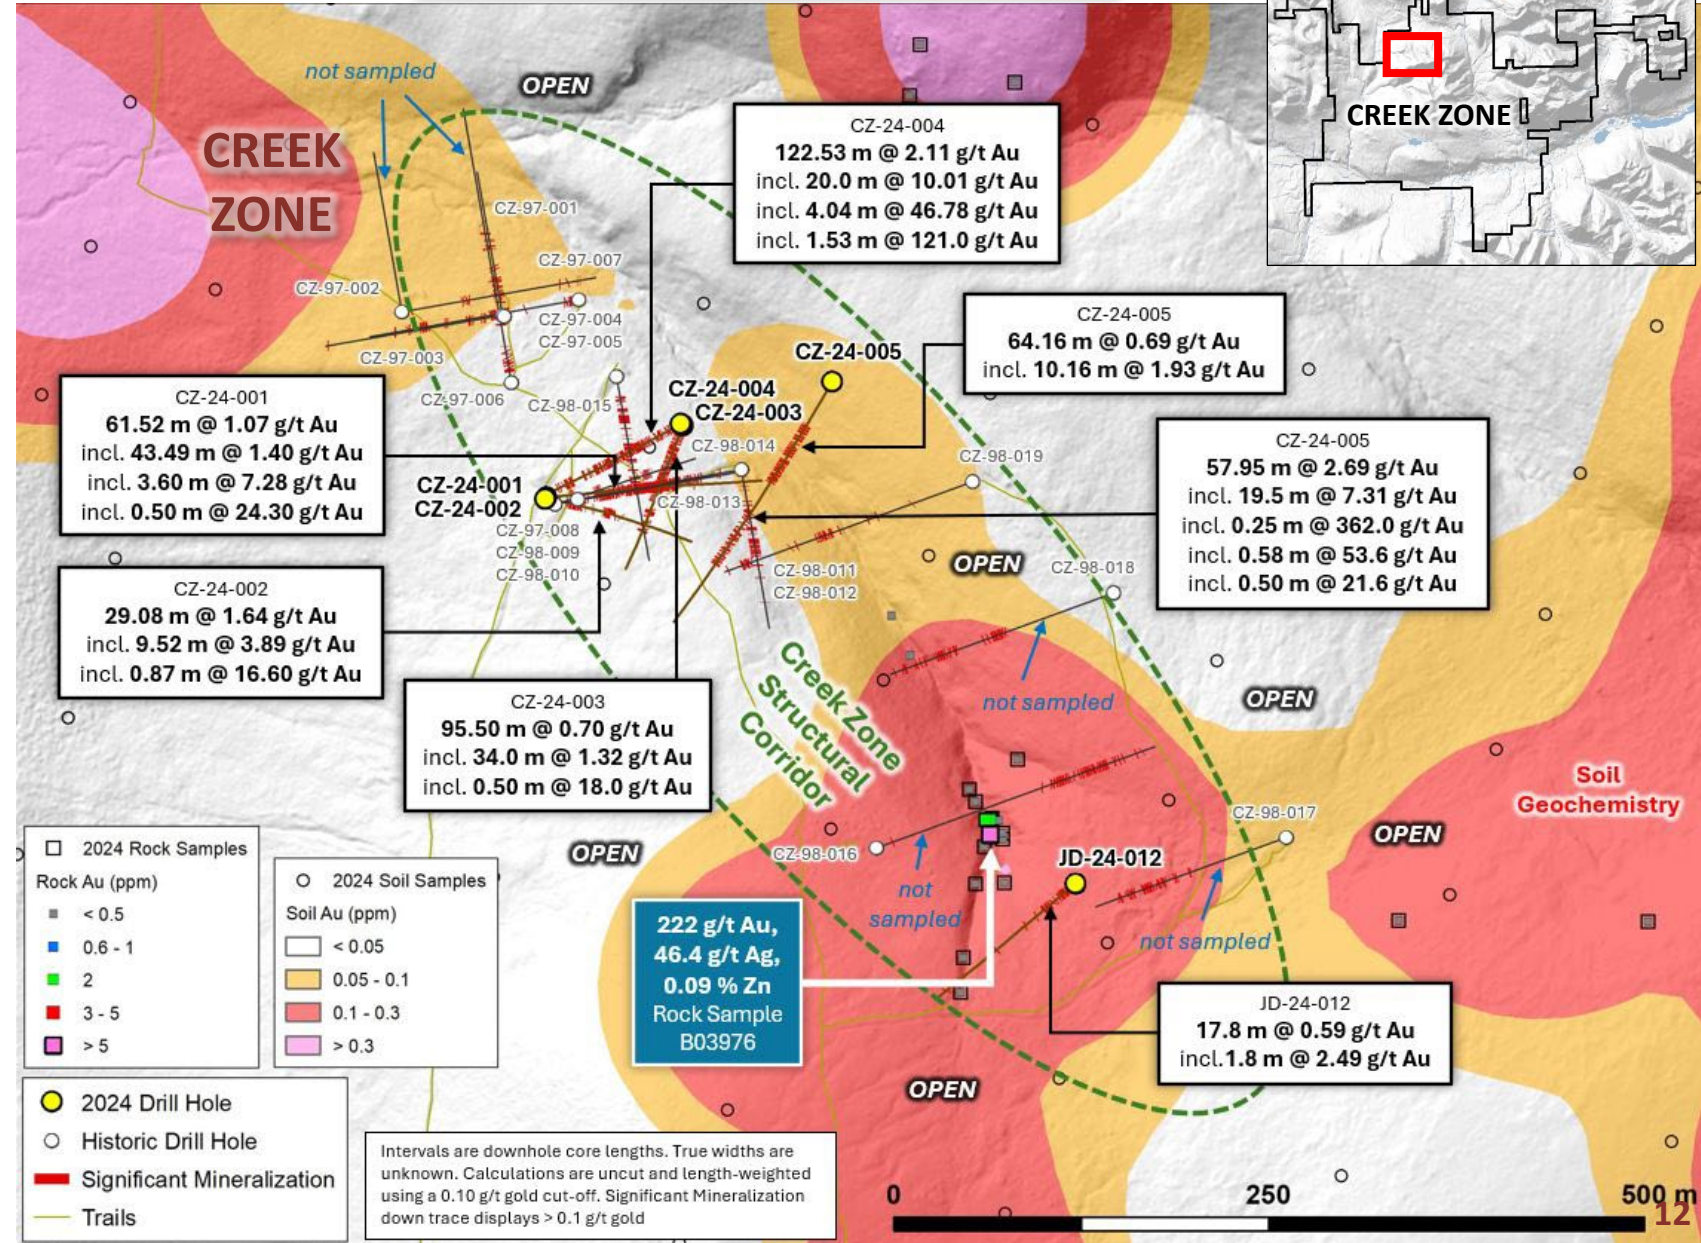 not sampled
OPEN
CREEK
ZONE
CREEK ZONE
CZ-24-004
122.53 m @ 2.11 g/t Au
incl. 20.0 m @ 10.01 g/t Au
incl. 4.04 m @ 46.78 g/t Au
incl. 1.53 m @ 121.0 g/t Au
CZ-97-001
CZ-97-007
CZ-97-002
CZ-97-004
CZ-97-005
CZ-97-003
CZ-97-006
CZ-98-015
CZ-24-005
64.16 m @ 0.69 g/t Au
incl. 10.16 m @ 1.93 g/t Au
CZ-24-005
CZ-24-004
CZ-24-003
CZ-98-014
CZ-24-001
61.52 m @ 1.07 g/t Au
incl. 43.49 m @ 1.40 g/t Au
incl. 3.60 m @ 7.28 g/t Au
incl. 0.50 m @ 24.30 g/t Au
CZ-24-001
CZ-24-002
CZ-98-013
CZ-98-019
CZ-24-005
57.95 m @ 2.69 g/t Au
incl. 19.5 m @ 7.31 g/t Au
incl. 0.25 m @ 362.0 g/t Au
incl. 0.58 m @ 53.6 g/t Au
incl. 0.50 m @ 21.6 g/t Au
CZ-97-008
CZ-98-009
CZ-98-010
CZ-98-011
CZ-98-012
OPEN
CZ-98-018
CZ-24-002
29.08 m @ 1.64 g/t Au
incl. 9.52 m @ 3.89 g/t Au
incl. 0.87 m @ 16.60 g/t Au
CZ-24-003
95.50 m @ 0.70 g/t Au
incl. 34.0 m @ 1.32 g/t Au
incl. 0.50 m @ 18.0 g/t Au
Creek Zone
Structural
Corridor
not sampled
OPEN
Soil
Geochemistry
CZ-98-017
OPEN
OPEN
CZ-98-016
JD-24-012
not
sampled
not sampled
222 g/t Au,
46.4 g/t Ag,
0.09 % Zn
Rock Sample
B03976
JD-24-012
17.8 m @ 0.59 g/t Au
incl.1.8 m @ 2.49 g/t Au
OPEN
2024 Rock Samples
Rock Au (ppm)
< 0.5
0.6 - 1
2
3 - 5
> 5
2024 Soil Samples
Soil Au (ppm)
< 0.05
0.05 - 0.1
0.1 - 0.3
> 0.3
2024 Drill Hole
Historic Drill Hole
Significant Mineralization
Trails
Intervals are downhole core lengths. True widths are
unknown. Calculations are uncut and length-weighted
using a 0.10 g/t gold cut-off. Significant Mineralization
down trace displays > 0.1 g/t gold
0 250 500 m
12